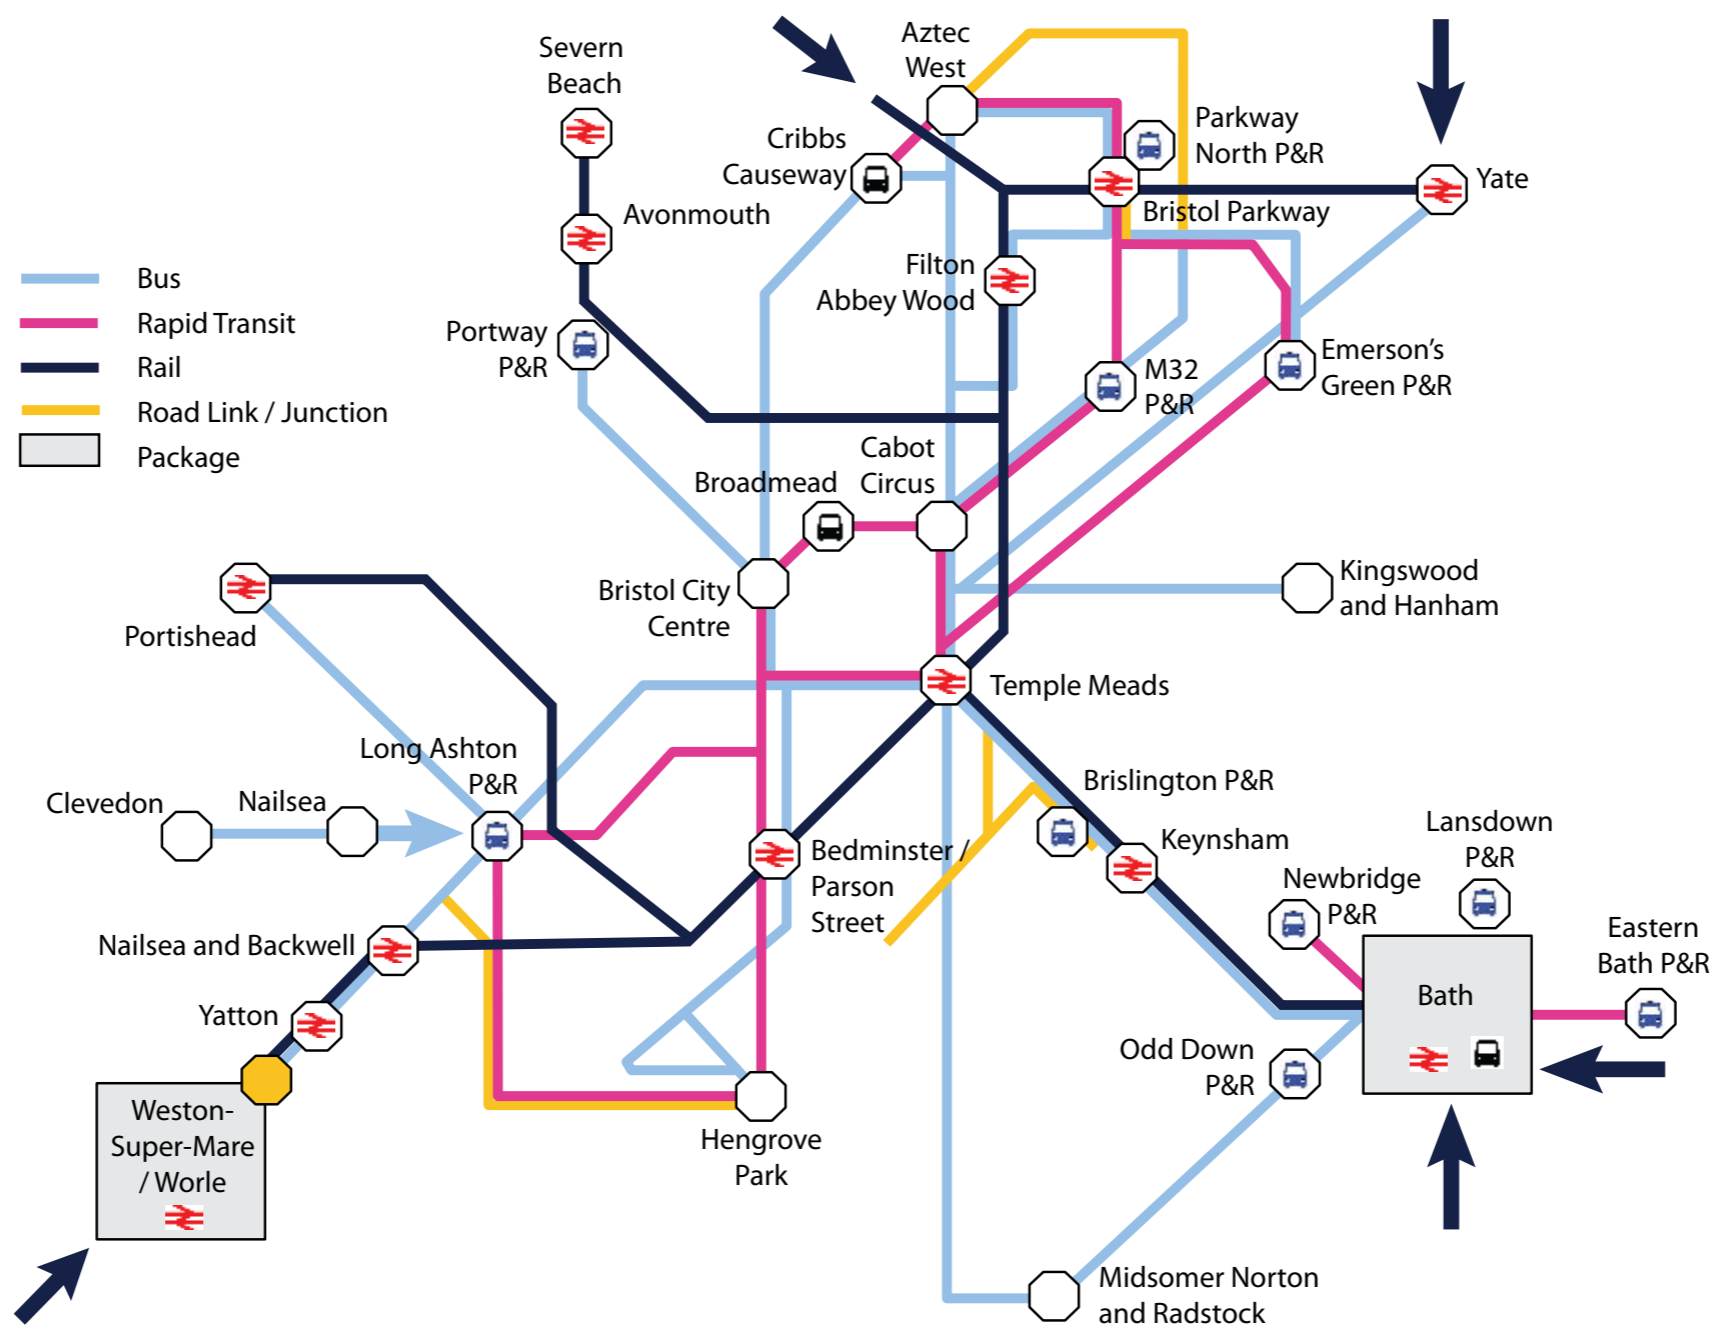 Severn
Beach
Aztec
West
Cribbs
Causeway
Parkway
North P&R
Yate
Avonmouth
Bristol Parkway
Bus
Rapid Transit
Rail
Road Link / Junction
Package
Filton
Abbey Wood
Portway
P&R
M32
P&R
Emerson's
Green P&R
Cabot
Circus
Broadmead
Kingswood
and Hanham
Bristol City
Centre
Portishead
Temple Meads
Long Ashton
P&R
Clevedon
Nailsea
Brislington P&R
Bedminster /
Parson
Street
Keynsham
Lansdown
P&R
Newbridge
P&R
Eastern
Bath P&R
Nailsea and Backwell
Bath
Yatton
Odd Down
P&R
Weston-
Super-Mare
/ Worle
Hengrove
Park
Midsomer Norton
and Radstock